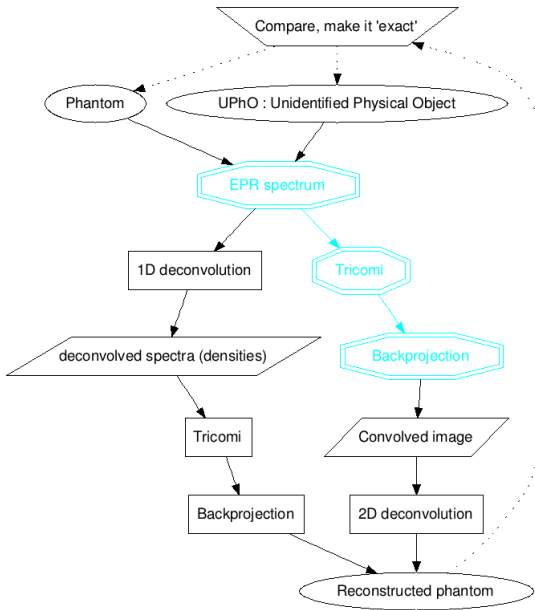 Compare, make it 'exact'
Phantom
UPhO : Unidentified Physical Object
EPR spectrum
1D deconvolution
Tricomi
deconvolved spectra (densities)
Backprojection
Tricomi
Convolved image
Backprojection
2D deconvolution
Reconstructed phantom